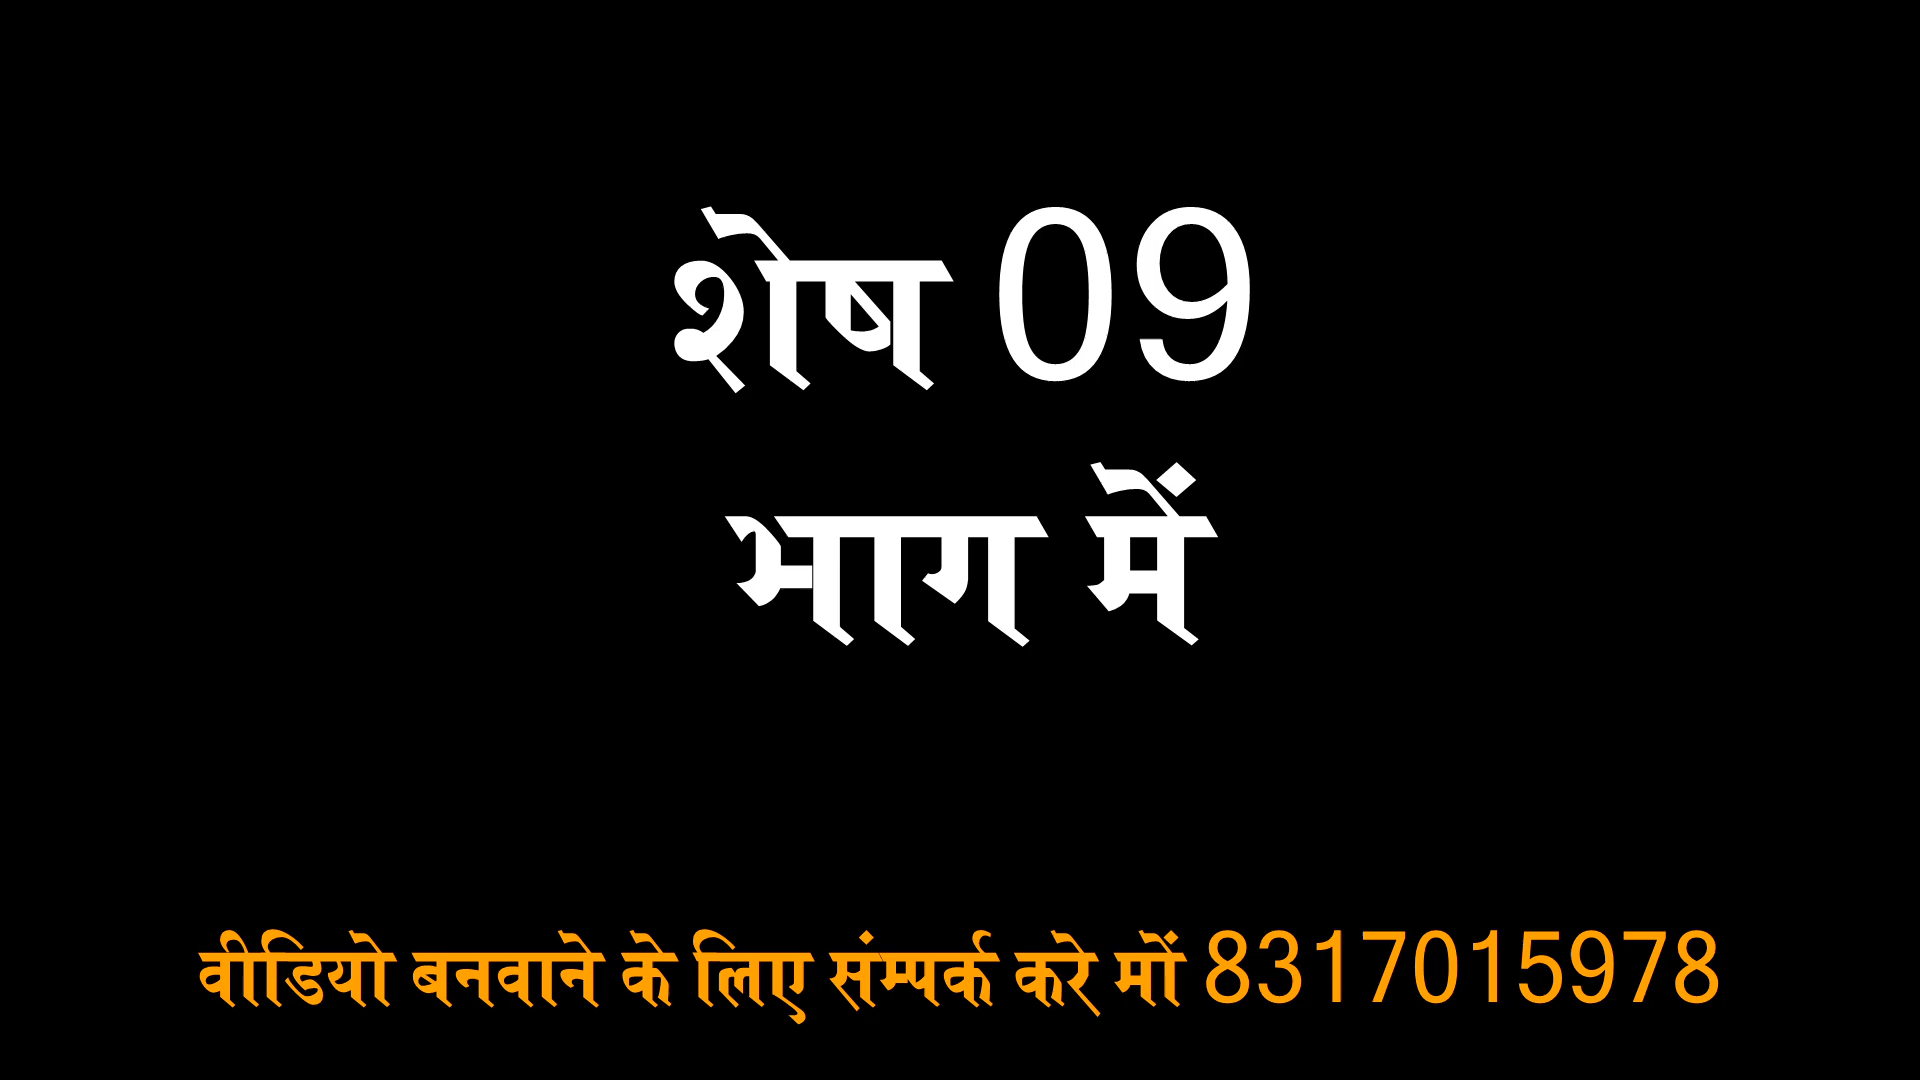 शेष 09
भाग में
वीडियो बनवाने के लिए संम्पर्क करे मों 8317015978